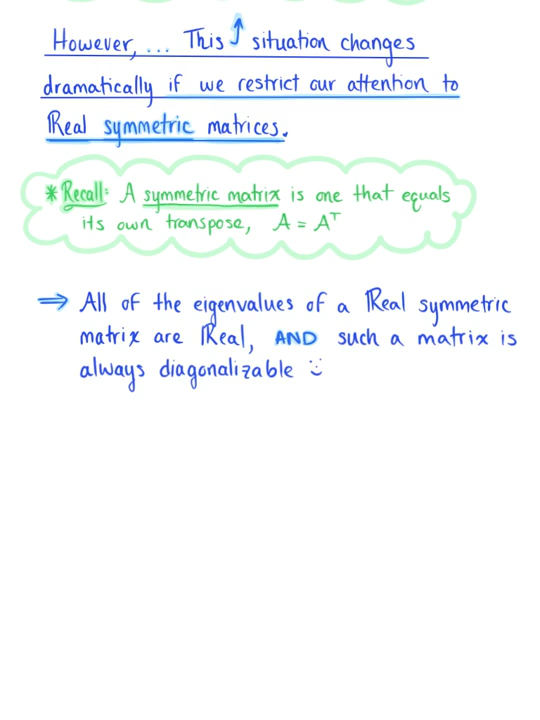 However, ... This situation changes
dramatically if we restrict our attention to
Real symmetric matrices.
* Recall: A symmetric matrix is one that equals
its own transpose, A = Aᵀ
⇒ All of the eigenvalues of a Real symmetric
matrix are Real, AND such a matrix is
always diagonalizable :)